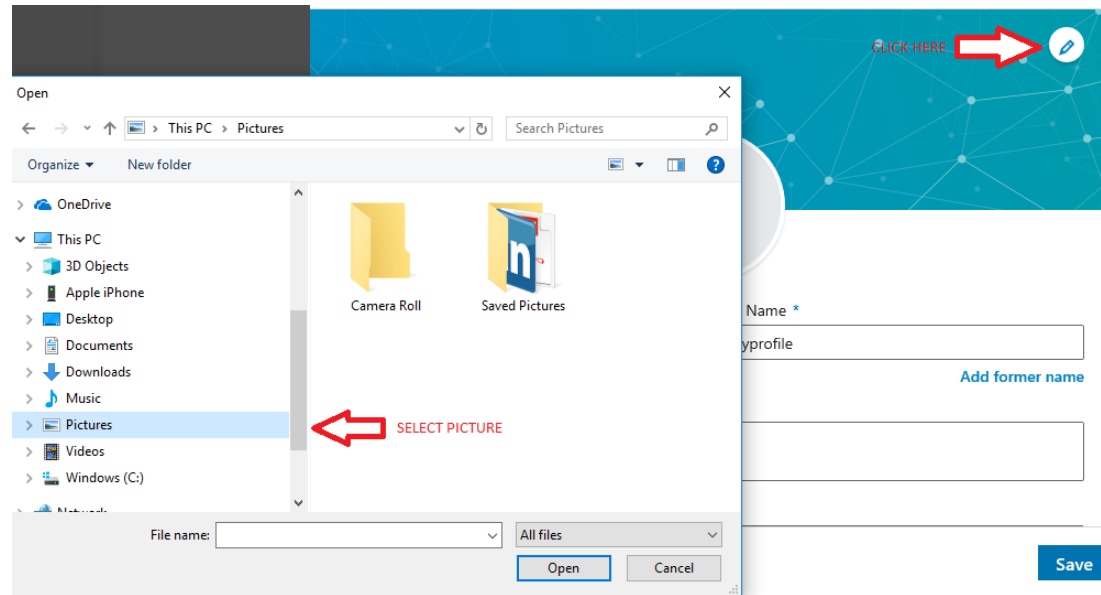 CLICK HERE
Open
This PC > Pictures
Search Pictures
Organize
New folder
OneDrive
This PC
3D Objects
Apple iPhone
Desktop
Documents
Downloads
Music
Pictures
Videos
Windows (C:)
Network
Camera Roll
Saved Pictures
n
SELECT PICTURE
Name *
yprofile
Add former name
File name:
All files
Open
Cancel
Save